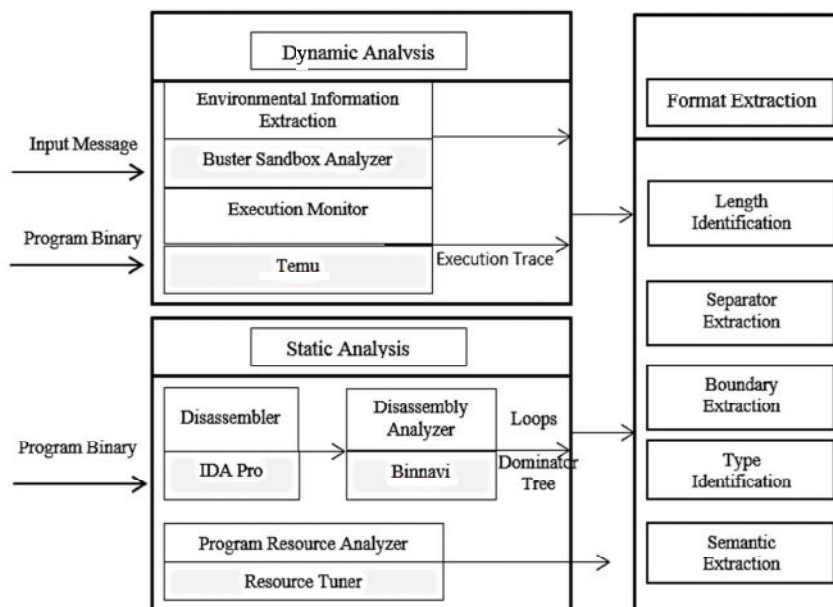 Dynamic Analysis
Environmental Information
Extraction
Buster Sandbox Analyzer
Execution Monitor
Temu
Input Message
Program Binary
Execution Trace
Static Analysis
Disassembler
IDA Pro
Disassembly
Analyzer
Binnavi
Loops
Dominator
Tree
Program Binary
Program Resource Analyzer
Resource Tuner
Format Extraction
Length
Identification
Separator
Extraction
Boundary
Extraction
Type
Identification
Semantic
Extraction